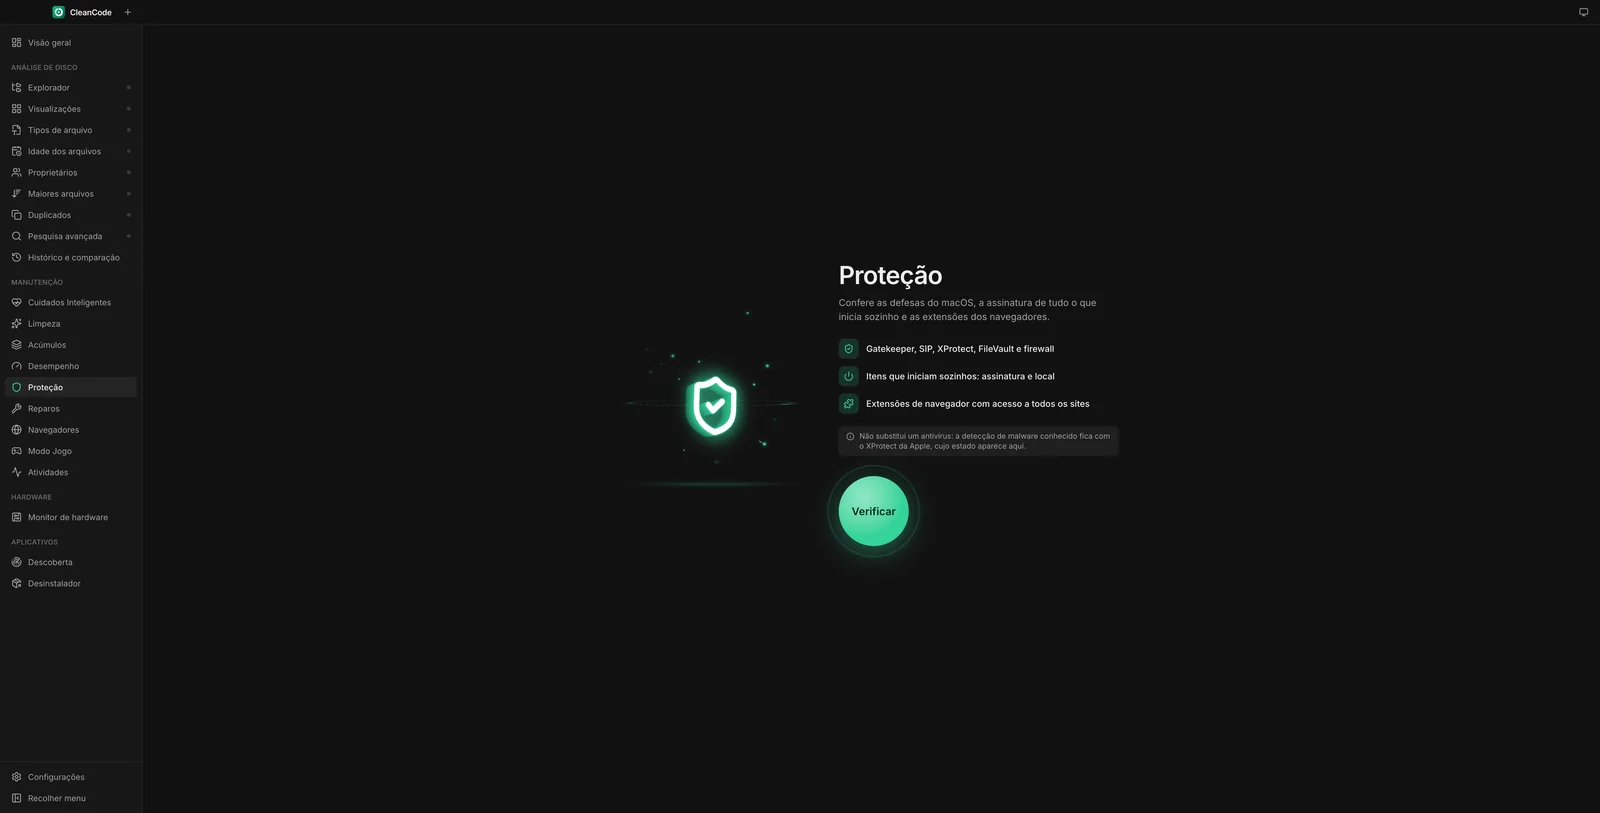 CleanCode
Visão geral
ANÁLISE DE DISCO
Explorador
Visualizações
Tipos de arquivo
Idade dos arquivos
Proprietários
Maiores arquivos
Duplicados
Pesquisa avançada
Histórico e comparação
MANUTENÇÃO
Cuidados Inteligentes
Limpeza
Acúmulos
Desempenho
Proteção
Reparos
Navegadores
Modo Jogo
Atividades
HARDWARE
Monitor de hardware
APLICATIVOS
Descoberta
Desinstalador
Configurações
Recolher menu
Proteção
Confere as defesas do macOS, a assinatura de tudo o que
inicia sozinho e as extensões dos navegadores.
Gatekeeper, SIP, XProtect, FileVault e firewall
Itens que iniciam sozinhos: assinatura e local
Extensões de navegador com acesso a todos os sites
Não substitui um antivírus: a detecção de malware conhecido fica com
o XProtect da Apple, cujo estado aparece aqui.
Verificar